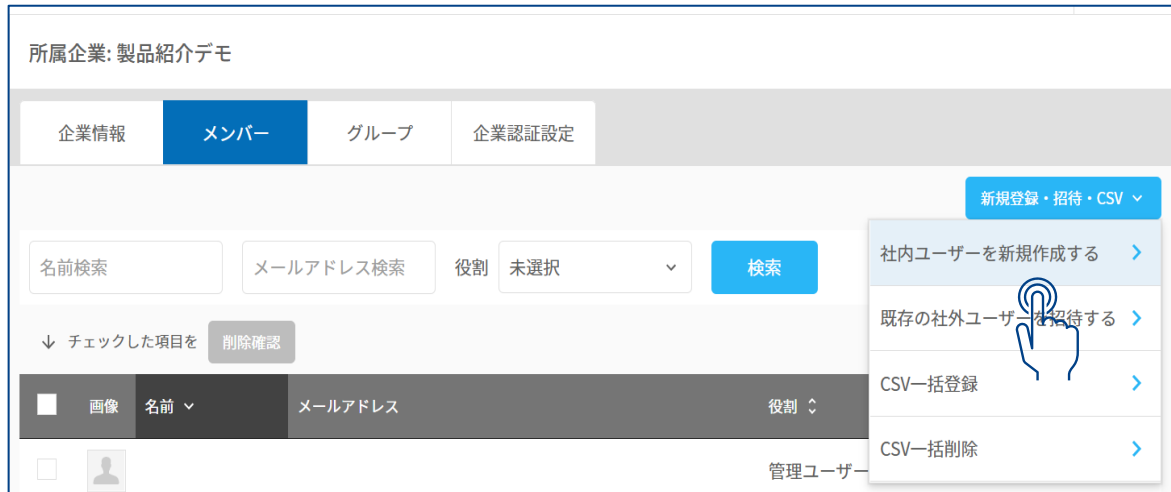 所属企業: 製品紹介デモ
企業情報 メンバー グループ 企業認証設定
新規登録・招待・CSV
社内ユーザーを新規作成する
名前検索 メールアドレス検索 役割 未選択 検索
既存の社外ユーザーを招待する
チェックした項目を 削除確認
CSV一括登録
画像 名前 メールアドレス 役割
CSV一括削除
管理ユーザー